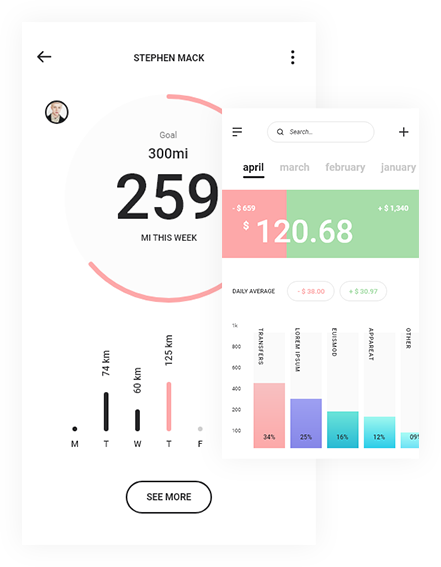 STEPHEN MACK
Goal
300mi
259
MI THIS WEEK
74 km
60 km
125 km
M T W T F
SEE MORE
Search...
april march february january
- $ 659 + $ 1,340
$ 120.68
DAILY AVERAGE - $ 38.00 + $ 30.97
1k
800
600
400
200
100
TRANSFERS
LOREM IPSUM
EUISMOD
APPAREAT
OTHER
34% 25% 16% 12% 09